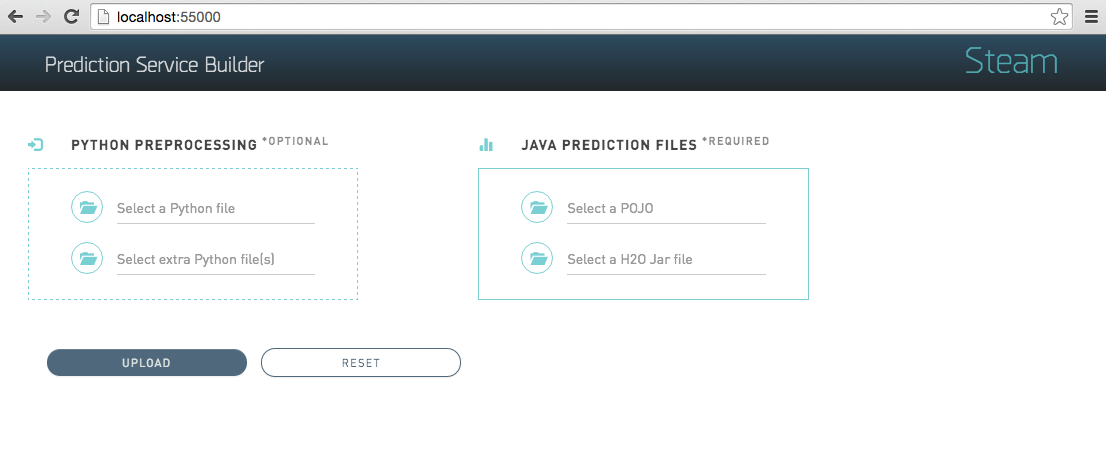 localhost:55000
Prediction Service Builder
Steam
PYTHON PREPROCESSING *OPTIONAL
Select a Python file
Select extra Python file(s)
JAVA PREDICTION FILES *REQUIRED
Select a POJO
Select a H2O Jar file
UPLOAD
RESET